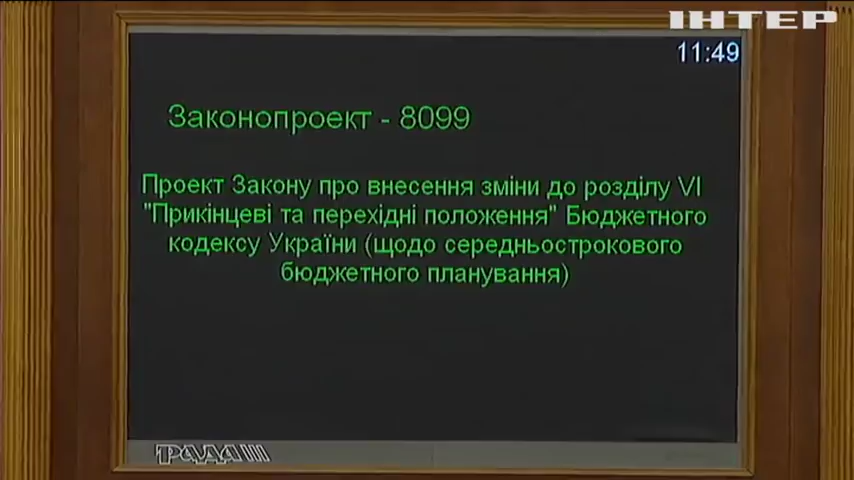 ІНТЕР
11:49
Законопроект - 8099
Проект Закону про внесення зміни до розділу VI
"Прикінцеві та перехідні положення" Бюджетного
кодексу України (щодо середньострокового
бюджетного планування)
РАДА III